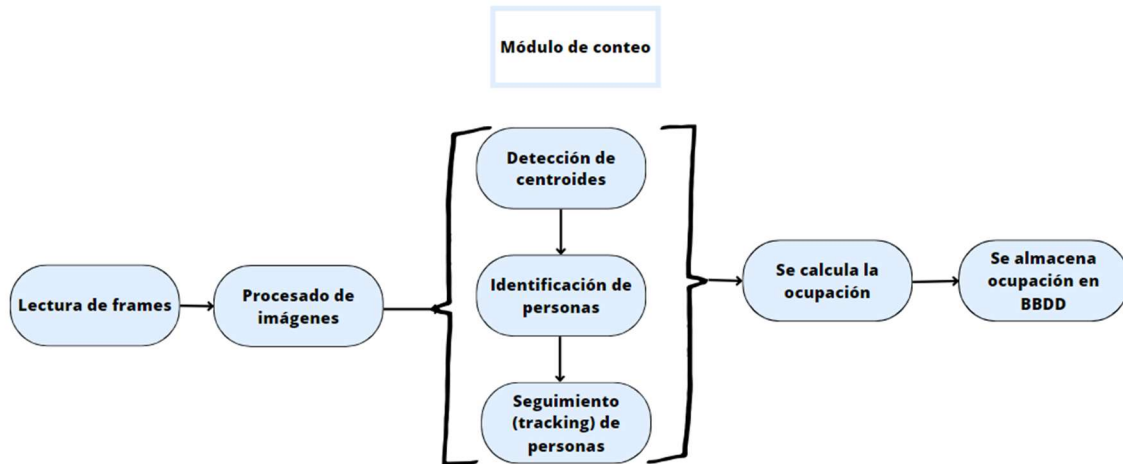 Módulo de conteo
Lectura de frames
Procesado de
imágenes
Detección de
centroides
Identificación de
personas
Seguimiento
(tracking) de
personas
Se calcula la
ocupación
Se almacena
ocupación en
BBDD